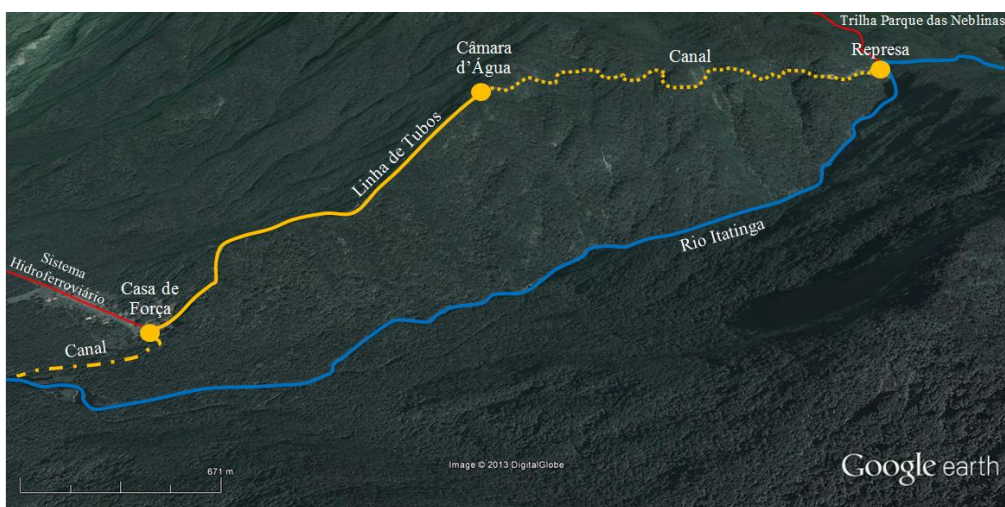 Trilha Parque das Neblinas
Câmara
d’Água
Canal
Represa
Linha de Tubos
Rio Itatinga
Sistema
Hidroferroviário
Casa de
Força
Canal
671 m
Image © 2013 DigitalGlobe
Google earth